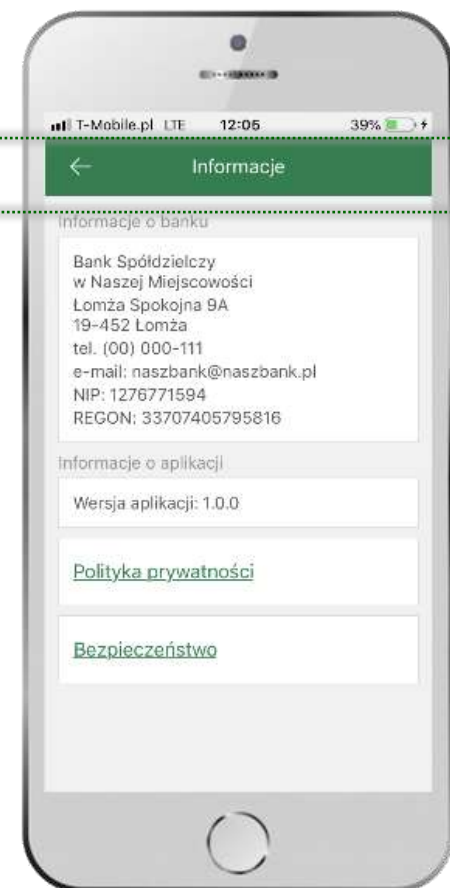 T-Mobile.pl LTE 12:05 39%
Informacje
Informacje o banku
Bank Spółdzielczy
w Naszej Miejscowości
Łomża Spokojna 9A
19-452 Łomża
tel. (00) 000-111
e-mail: naszbank@naszbank.pl
NIP: 1276771594
REGON: 33707405795816
Informacje o aplikacji
Wersja aplikacji: 1.0.0
Polityka prywatności
Bezpieczeństwo